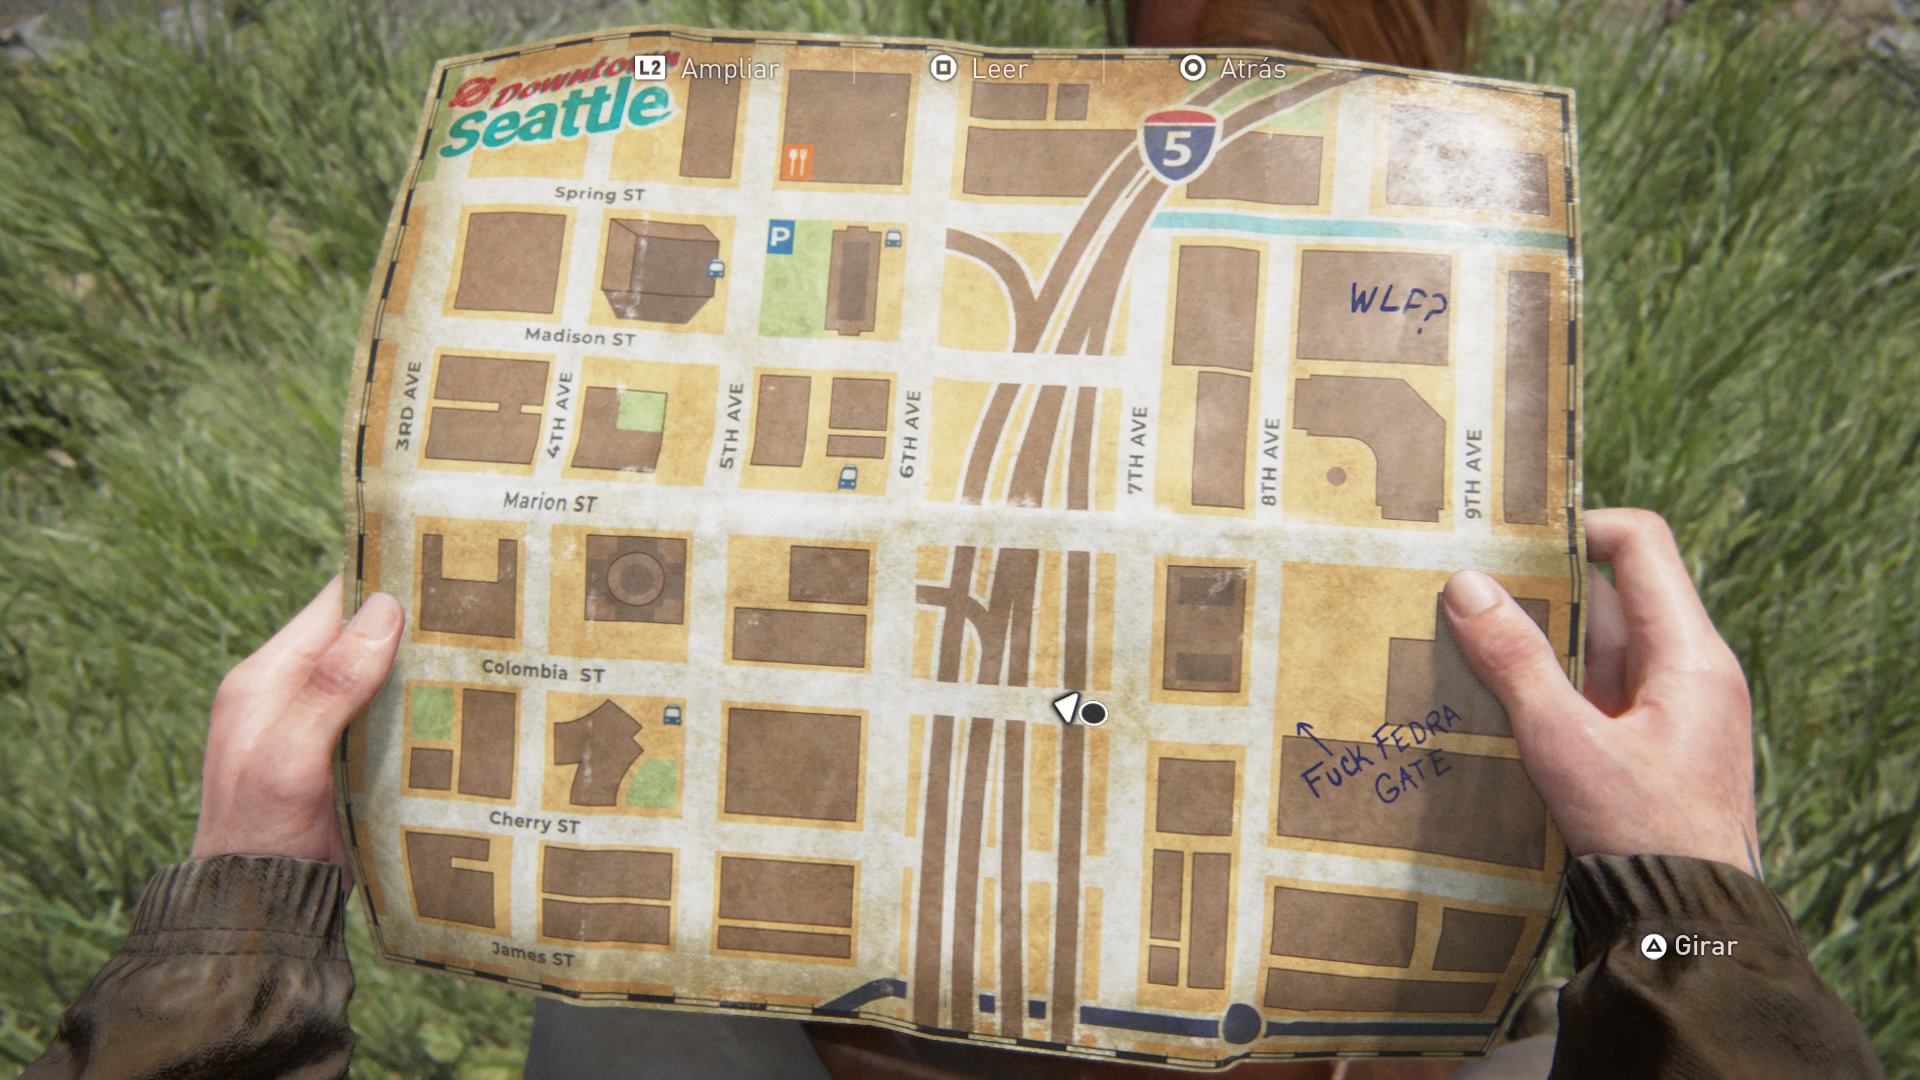 L2 Ampliar
Leer
Atrás
Downtown
Seattle
5
Spring ST
P
WLF?
Madison ST
3RD AVE
4TH AVE
5TH AVE
6TH AVE
7TH AVE
8TH AVE
9TH AVE
Marion ST
Colombia ST
FUCK FEDRA
GATE
Cherry ST
James ST
Girar